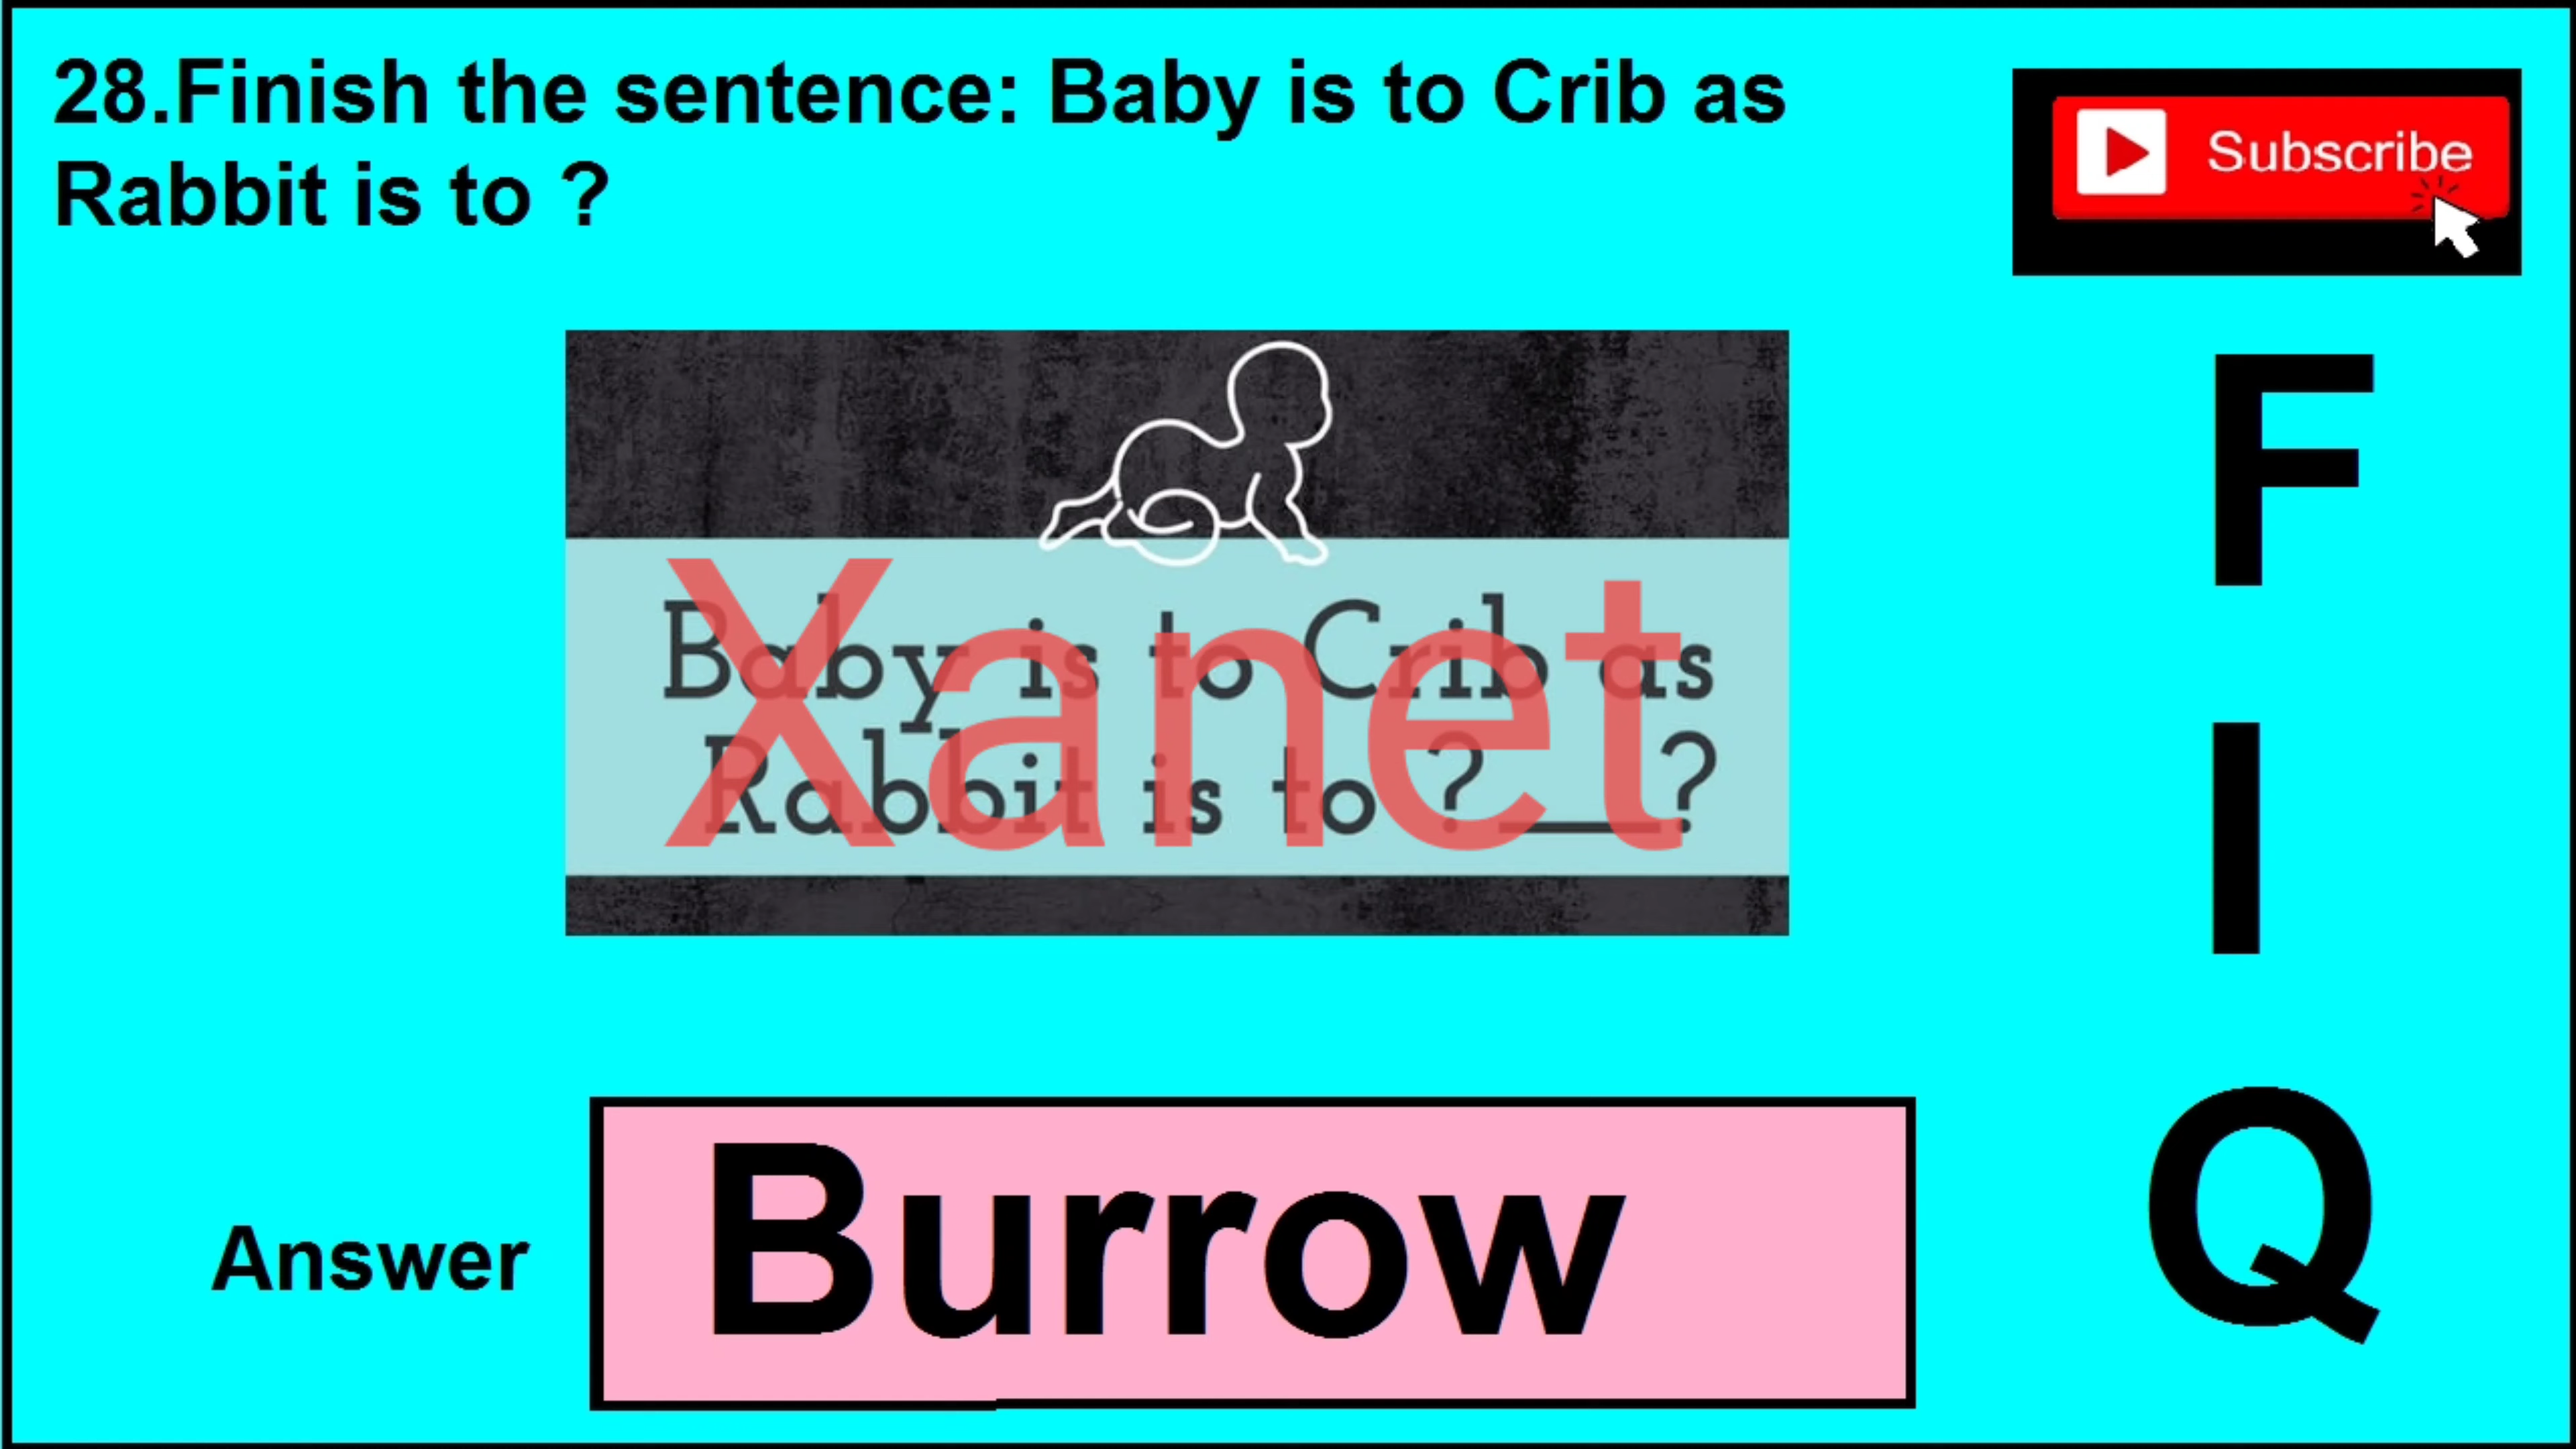 28.Finish the sentence: Baby is to Crib as
Rabbit is to ?
Subscribe
Baby is to Crib as
Rabbit is to ? ___?
Xanet
F
I
Q
Answer
Burrow